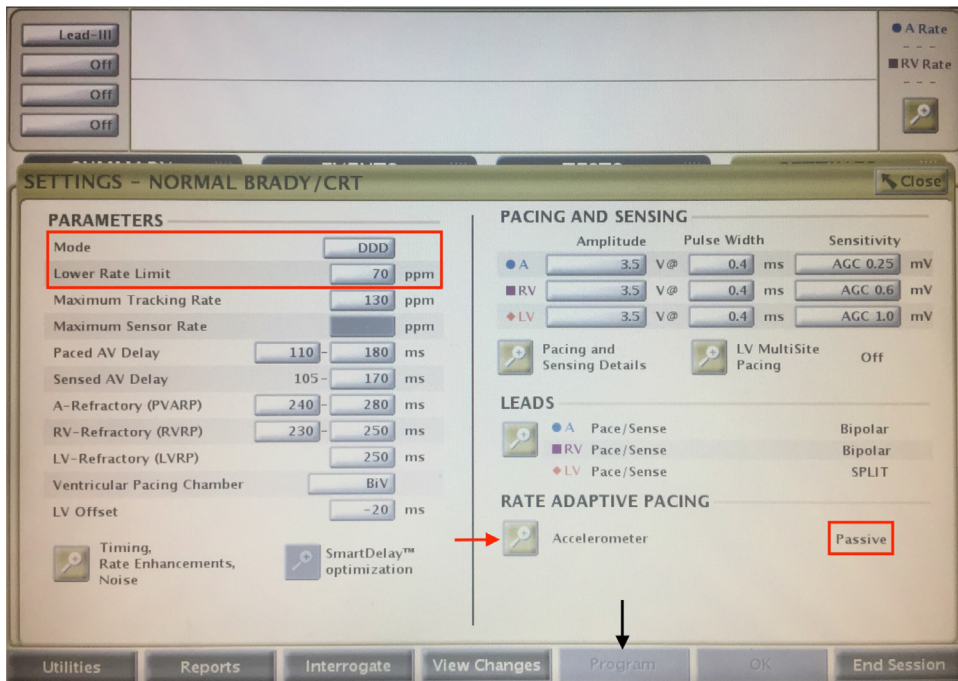 Lead-III
Off
Off
Off
A Rate
- - -
RV Rate
- - -
SETTINGS - NORMAL BRADY/CRT
Close
PARAMETERS
Mode DDD
Lower Rate Limit 70 ppm
Maximum Tracking Rate 130 ppm
Maximum Sensor Rate ppm
Paced AV Delay 110 - 180 ms
Sensed AV Delay 105 - 170 ms
A-Refractory (PVARP) 240 - 280 ms
RV-Refractory (RVRP) 230 - 250 ms
LV-Refractory (LVRP) 250 ms
Ventricular Pacing Chamber BiV
LV Offset -20 ms
Timing,
Rate Enhancements,
Noise
SmartDelay™
optimization
PACING AND SENSING
Amplitude Pulse Width Sensitivity
A 3.5 V@ 0.4 ms AGC 0.25 mV
RV 3.5 V@ 0.4 ms AGC 0.6 mV
LV 3.5 V@ 0.4 ms AGC 1.0 mV
Pacing and
Sensing Details
LV MultiSite
Pacing
Off
LEADS
A Pace/Sense Bipolar
RV Pace/Sense Bipolar
LV Pace/Sense SPLIT
RATE ADAPTIVE PACING
Accelerometer Passive
Utilities Reports Interrogate View Changes Program OK End Session